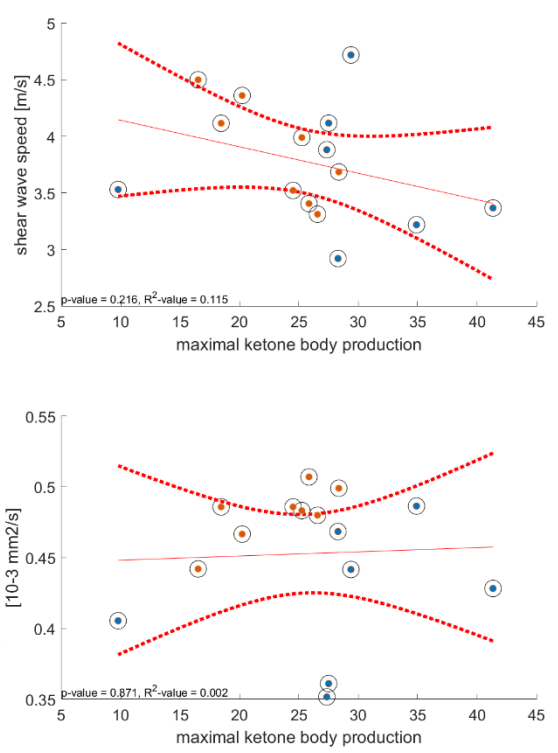 5
4.5
4
3.5
3
2.5
shear wave speed [m/s]
p-value = 0.216, R2-value = 0.115
5 10 15 20 25 30 35 40 45
maximal ketone body production
0.55
0.5
0.45
0.4
0.35
[10-3 mm2/s]
p-value = 0.871, R2-value = 0.002
5 10 15 20 25 30 35 40 45
maximal ketone body production